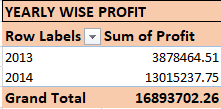 YEARLY WISE PROFIT
Row Labels Sum of Profit
2013 3878464.51
2014 13015237.75
Grand Total 16893702.26